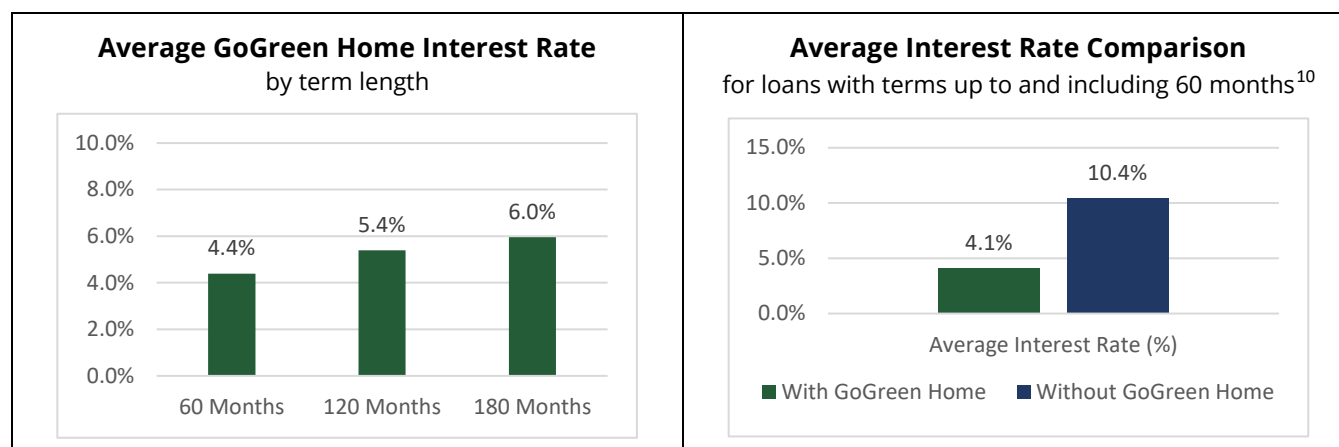 Average GoGreen Home Interest Rate
by term length
10.0%
8.0%
6.0%
4.0%
2.0%
0.0%
4.4%
5.4%
6.0%
60 Months 120 Months 180 Months
Average Interest Rate Comparison
for loans with terms up to and including 60 months10
15.0%
10.0%
5.0%
0.0%
4.1%
10.4%
Average Interest Rate (%)
With GoGreen Home Without GoGreen Home